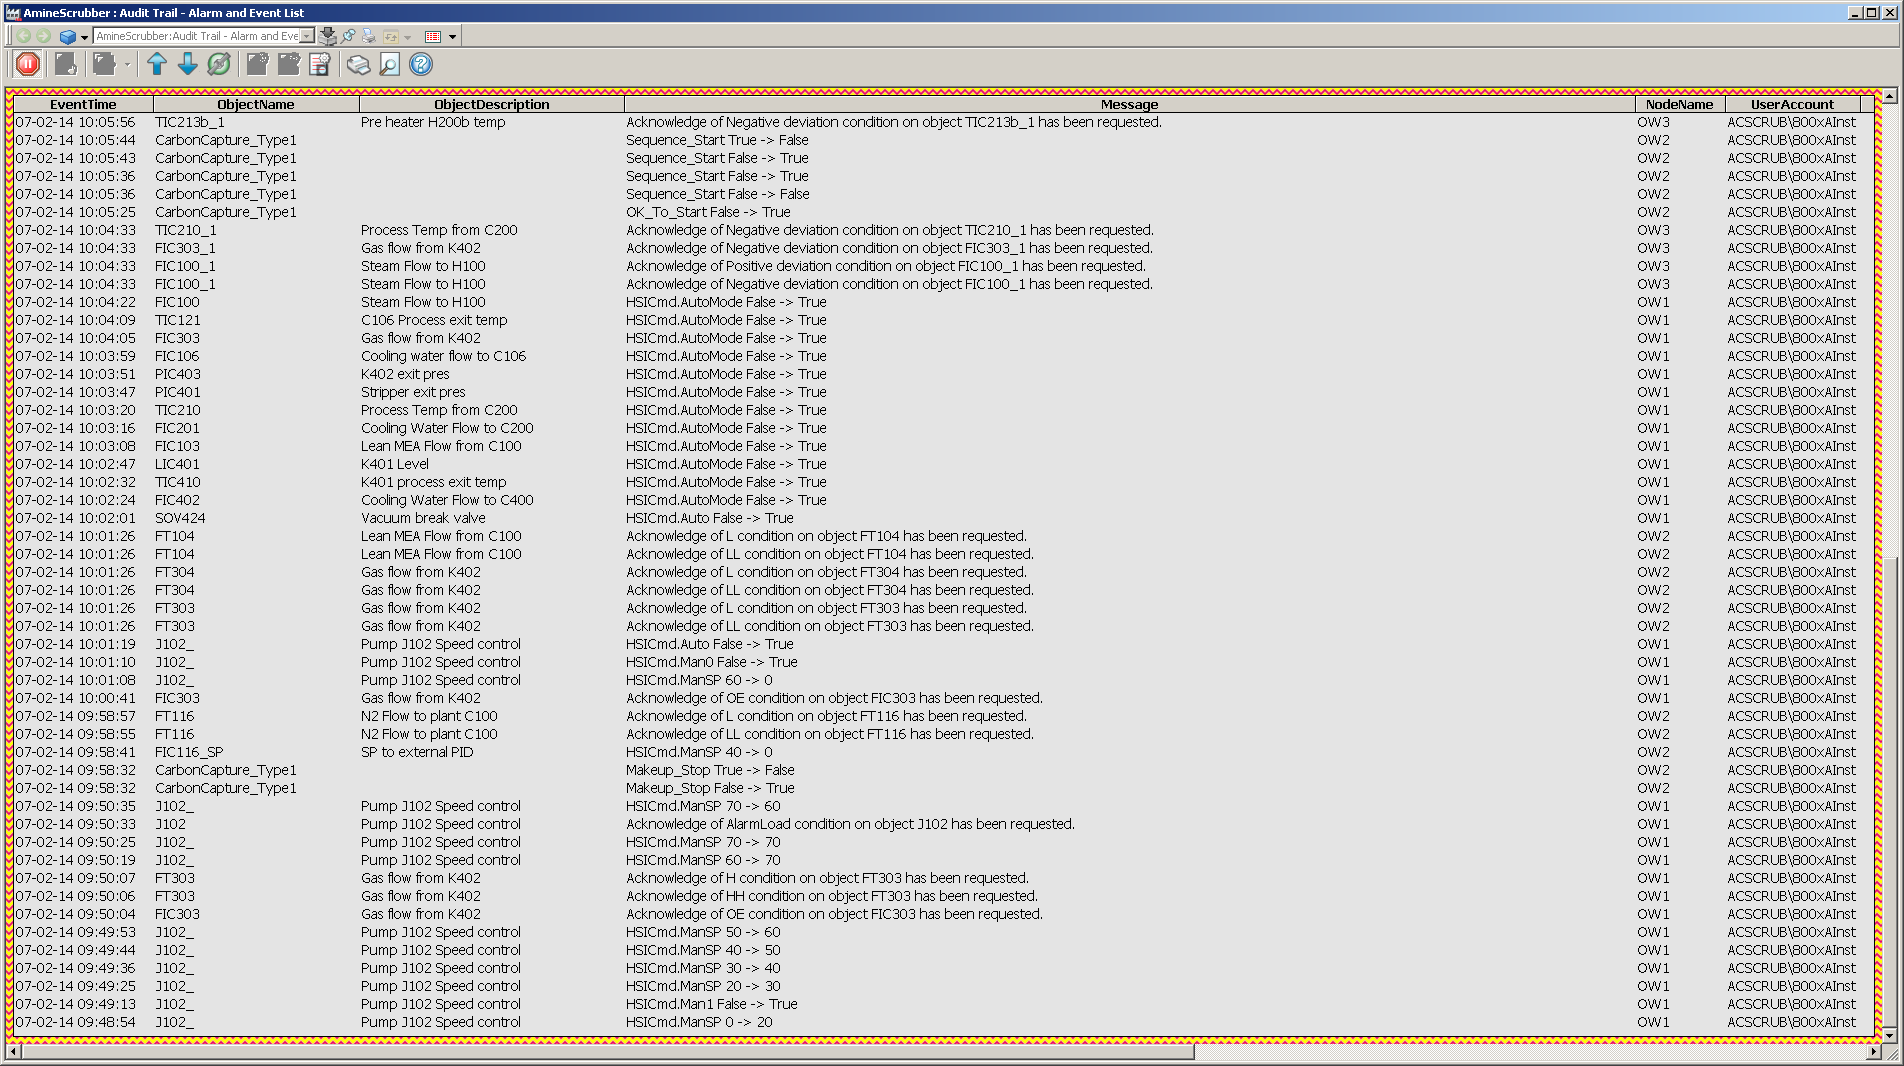 AmineScrubber : Audit Trail - Alarm and Event List
AmineScrubber:Audit Trail - Alarm and Eve
EventTime ObjectName ObjectDescription Message NodeName UserAccount
07-02-14 10:05:56 TIC213b_1 Pre heater H200b temp Acknowledge of Negative deviation condition on object TIC213b_1 has been requested. OW3 ACSCRUB\800xAInst
07-02-14 10:05:44 CarbonCapture_Type1 Sequence_Start True -> False OW2 ACSCRUB\800xAInst
07-02-14 10:05:43 CarbonCapture_Type1 Sequence_Start False -> True OW2 ACSCRUB\800xAInst
07-02-14 10:05:36 CarbonCapture_Type1 Sequence_Start False -> True OW2 ACSCRUB\800xAInst
07-02-14 10:05:36 CarbonCapture_Type1 Sequence_Start -> False OW2 ACSCRUB\800xAInst
07-02-14 10:05:25 CarbonCapture_Type1 OK_To_Start False -> True OW2 ACSCRUB\800xAInst
07-02-14 10:04:33 TIC210_1 Process Temp from C200 Acknowledge of Negative deviation condition on object TIC210_1 has been requested. OW3 ACSCRUB\800xAInst
07-02-14 10:04:33 FIC303_1 Gas flow from K402 Acknowledge of Negative deviation condition on object FIC303_1 has been requested. OW3 ACSCRUB\800xAInst
07-02-14 10:04:33 FIC100_1 Steam Flow to H100 Acknowledge of Positive deviation condition on object FIC100_1 has been requested. OW3 ACSCRUB\800xAInst
07-02-14 10:04:33 FIC100_1 Steam Flow to H100 Acknowledge of Negative deviation condition on object FIC100_1 has been requested. OW3 ACSCRUB\800xAInst
07-02-14 10:04:22 FIC100 Steam Flow to H100 HSICmd.AutoMode False -> True OW1 ACSCRUB\800xAInst
07-02-14 10:04:09 TIC121 C106 Process exit temp HSICmd.AutoMode False -> True OW1 ACSCRUB\800xAInst
07-02-14 10:04:05 FIC303 Gas flow from K402 HSICmd.AutoMode False -> True OW1 ACSCRUB\800xAInst
07-02-14 10:03:59 FIC106 Cooling water flow to C106 HSICmd.AutoMode False -> True OW1 ACSCRUB\800xAInst
07-02-14 10:03:51 PIC403 K402 exit pres HSICmd.AutoMode False -> True OW1 ACSCRUB\800xAInst
07-02-14 10:03:47 PIC401 Stripper exit pres HSICmd.AutoMode False -> True OW1 ACSCRUB\800xAInst
07-02-14 10:03:20 TIC210 Process Temp from C200 HSICmd.AutoMode False -> True OW1 ACSCRUB\800xAInst
07-02-14 10:03:16 FIC201 Cooling Water Flow to C200 HSICmd.AutoMode False -> True OW1 ACSCRUB\800xAInst
07-02-14 10:03:08 FIC103 Lean MEA Flow from C100 HSICmd.AutoMode False -> True OW1 ACSCRUB\800xAInst
07-02-14 10:02:47 LIC401 K401 Level HSICmd.AutoMode False -> True OW1 ACSCRUB\800xAInst
07-02-14 10:02:32 TIC410 K401 process exit temp HSICmd.AutoMode False -> True OW1 ACSCRUB\800xAInst
07-02-14 10:02:24 FIC402 Cooling Water Flow to C400 HSICmd.AutoMode False -> True OW1 ACSCRUB\800xAInst
07-02-14 10:02:01 SOV424 Vacuum break valve HSICmd.Auto False -> True OW1 ACSCRUB\800xAInst
07-02-14 10:01:26 FT104 Lean MEA Flow from C100 Acknowledge of L condition on object FT104 has been requested. OW2 ACSCRUB\800xAInst
07-02-14 10:01:26 FT104 Lean MEA Flow from C100 Acknowledge of LL condition on object FT104 has been requested. OW2 ACSCRUB\800xAInst
07-02-14 10:01:26 FT304 Gas flow from K402 Acknowledge of L condition on object FT304 has been requested. OW2 ACSCRUB\800xAInst
07-02-14 10:01:26 FT304 Gas flow from K402 Acknowledge of LL condition on object FT304 has been requested. OW2 ACSCRUB\800xAInst
07-02-14 10:01:26 FT303 Gas flow from K402 Acknowledge of L condition on object FT303 has been requested. OW2 ACSCRUB\800xAInst
07-02-14 10:01:26 FT303 Gas flow from K402 Acknowledge of LL condition on object FT303 has been requested. OW2 ACSCRUB\800xAInst
07-02-14 10:01:19 J102_ Pump J102 Speed control HSICmd.Auto False -> True OW1 ACSCRUB\800xAInst
07-02-14 10:01:10 J102_ Pump J102 Speed control HSICmd.Man0 False -> True OW1 ACSCRUB\800xAInst
07-02-14 10:01:08 J102_ Pump J102 Speed control HSICmd.ManSP 60 -> 0 OW1 ACSCRUB\800xAInst
07-02-14 10:00:41 FIC303 Gas flow from K402 Acknowledge of OE condition on object FIC303 has been requested. OW1 ACSCRUB\800xAInst
07-02-14 09:58:57 FT116 N2 Flow to plant C100 Acknowledge of L condition on object FT116 has been requested. OW2 ACSCRUB\800xAInst
07-02-14 09:58:55 FT116 N2 Flow to plant C100 Acknowledge of LL condition on object FT116 has been requested. OW2 ACSCRUB\800xAInst
07-02-14 09:58:41 FIC116_SP SP to external PID HSICmd.ManSP 40 -> 0 OW2 ACSCRUB\800xAInst
07-02-14 09:58:32 CarbonCapture_Type1 Makeup_Stop True -> False OW2 ACSCRUB\800xAInst
07-02-14 09:58:32 CarbonCapture_Type1 Makeup_Stop False -> True OW2 ACSCRUB\800xAInst
07-02-14 09:50:35 J102_ Pump J102 Speed control HSICmd.ManSP 70 -> 60 OW1 ACSCRUB\800xAInst
07-02-14 09:50:33 J102 Pump J102 Speed control Acknowledge of AlarmLoad condition on object J102 has been requested. OW1 ACSCRUB\800xAInst
07-02-14 09:50:25 J102_ Pump J102 Speed control HSICmd.ManSP 70 -> 70 OW1 ACSCRUB\800xAInst
07-02-14 09:50:19 J102_ Pump J102 Speed control HSICmd.ManSP 60 -> 70 OW1 ACSCRUB\800xAInst
07-02-14 09:50:07 FT303 Gas flow from K402 Acknowledge of H condition on object FT303 has been requested. OW1 ACSCRUB\800xAInst
07-02-14 09:50:06 FT303 Gas flow from K402 Acknowledge of HH condition on object FT303 has been requested. OW1 ACSCRUB\800xAInst
07-02-14 09:50:04 FIC303 Gas flow from K402 Acknowledge of OE condition on object FIC303 has been requested. OW1 ACSCRUB\800xAInst
07-02-14 09:49:53 J102_ Pump J102 Speed control HSICmd.ManSP 50 -> 60 OW1 ACSCRUB\800xAInst
07-02-14 09:49:44 J102_ Pump J102 Speed control HSICmd.ManSP 40 -> 50 OW1 ACSCRUB\800xAInst
07-02-14 09:49:36 J102_ Pump J102 Speed control HSICmd.ManSP 30 -> 40 OW1 ACSCRUB\800xAInst
07-02-14 09:49:25 J102_ Pump J102 Speed control HSICmd.ManSP 20 -> 30 OW1 ACSCRUB\800xAInst
07-02-14 09:49:13 J102_ Pump J102 Speed control HSICmd.Man1 False -> True OW1 ACSCRUB\800xAInst
07-02-14 09:48:54 J102_ Pump J102 Speed control HSICmd.ManSP 0 -> 20 OW1 ACSCRUB\800xAInst